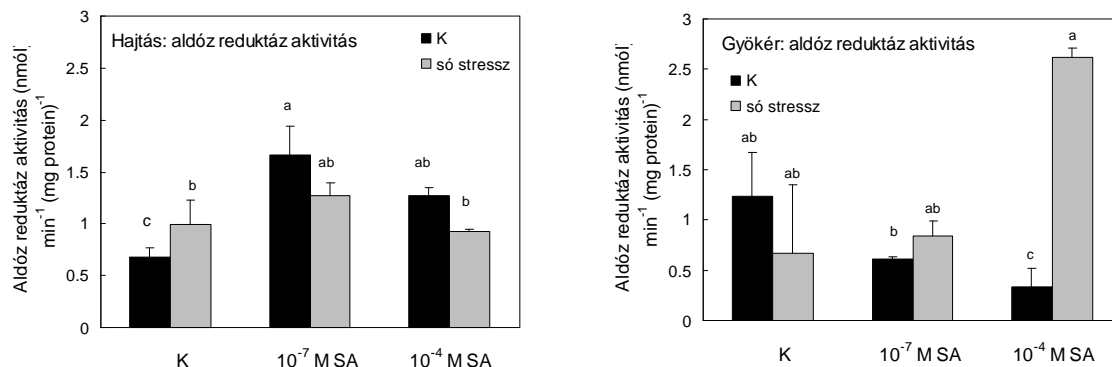 Hajtás: aldóz reduktáz aktivitás
K
só stressz
Aldóz reduktáz aktivitás (nmól)
min-1 (mg protein)-1
3
2.5
2
1.5
1
0.5
0
c
b
a
ab
ab
b
K
10-7 M SA
10-4 M SA
Gyökér: aldóz reduktáz aktivitás
K
só stressz
Aldóz reduktáz aktivitás (nmól)
min-1 (mg protein)-1
3
2.5
2
1.5
1
0.5
0
ab
ab
b
ab
c
a
K
10-7 M SA
10-4 M SA